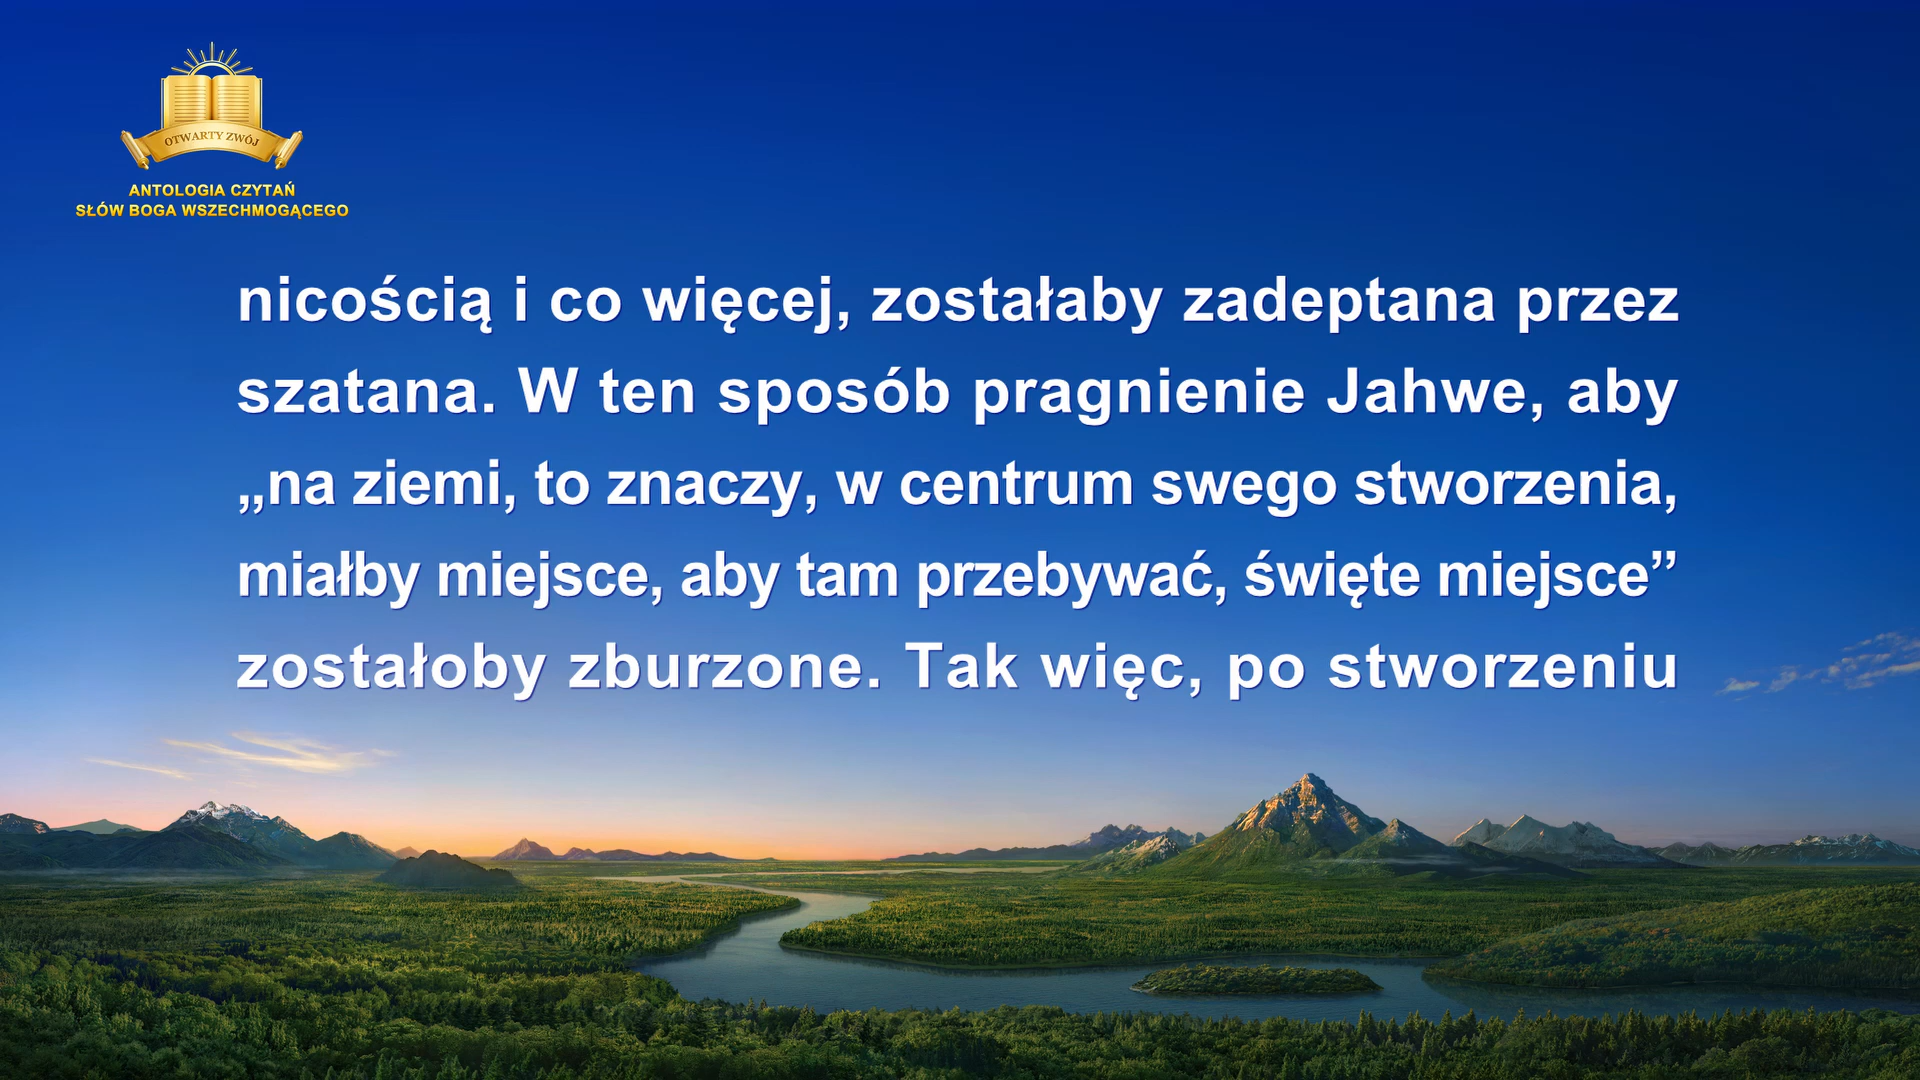 OTWARTY ZWÓJ
ANTOLOGIA CZYTAŃ
SŁÓW BOGA WSZECHMOGĄCEGO
nicością i co więcej, zostałaby zadeptana przez
szatana. W ten sposób pragnienie Jahwe, aby
„na ziemi, to znaczy, w centrum swego stworzenia,
miałby miejsce, aby tam przebywać, święte miejsce”
zostałoby zburzone. Tak więc, po stworzeniu